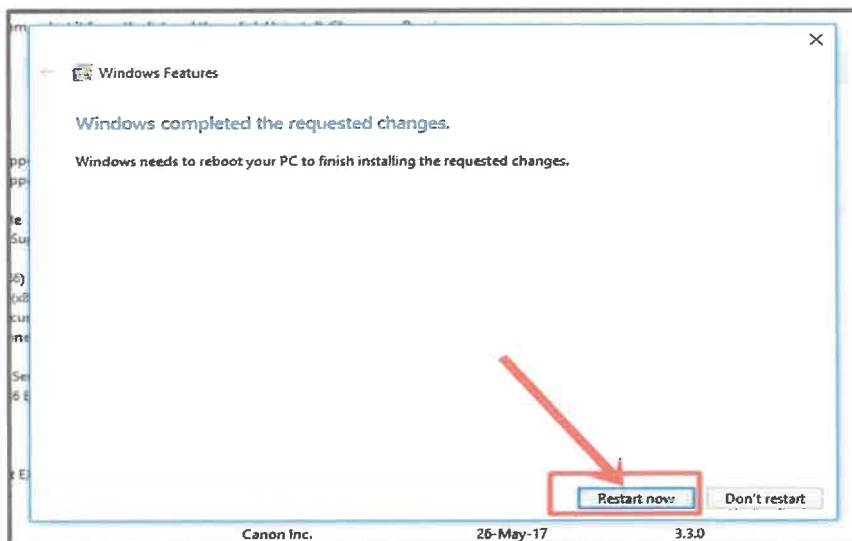 Windows Features
Windows completed the requested changes.
Windows needs to reboot your PC to finish installing the requested changes.
Restart now
Don't restart
Canon Inc. 26-May-17 3.3.0